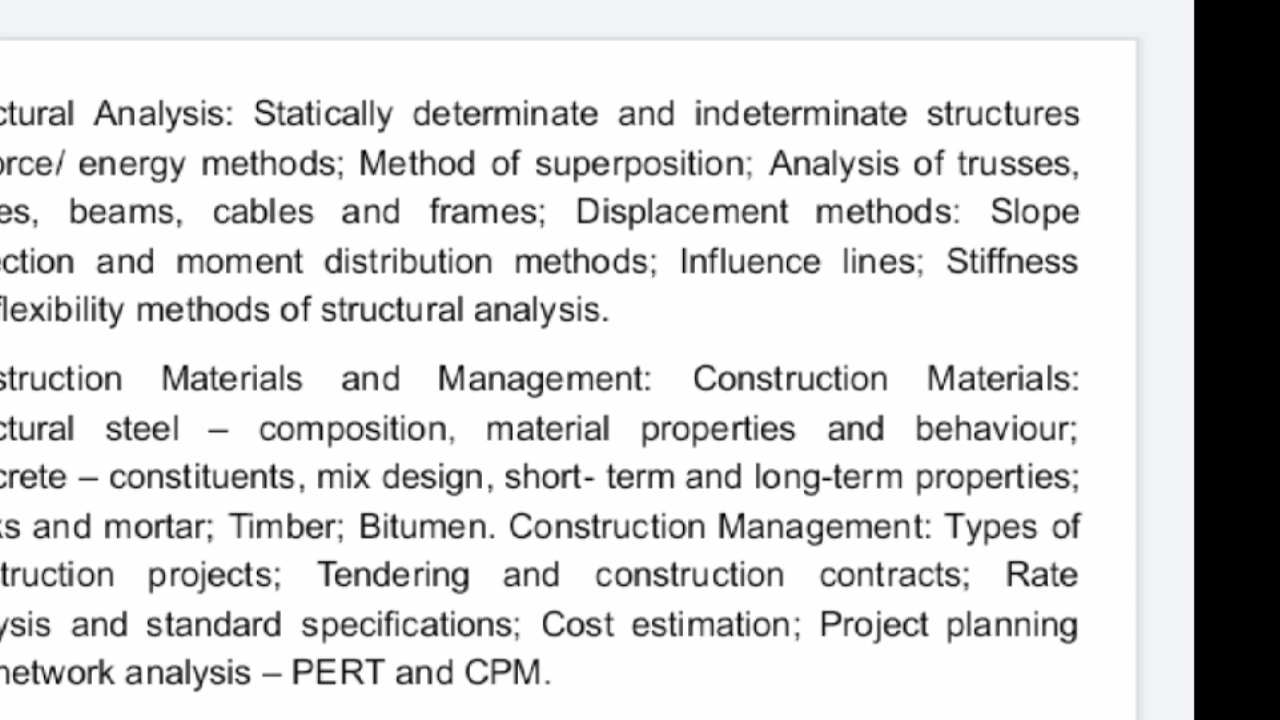 ctural Analysis: Statically determinate and indeterminate structures
orce/ energy methods; Method of superposition; Analysis of trusses,
es, beams, cables and frames; Displacement methods: Slope
ction and moment distribution methods; Influence lines; Stiffness
flexibility methods of structural analysis.
struction Materials and Management: Construction Materials:
ctural steel – composition, material properties and behaviour;
crete – constituents, mix design, short- term and long-term properties;
ks and mortar; Timber; Bitumen. Construction Management: Types of
truction projects; Tendering and construction contracts; Rate
ysis and standard specifications; Cost estimation; Project planning
network analysis – PERT and CPM.